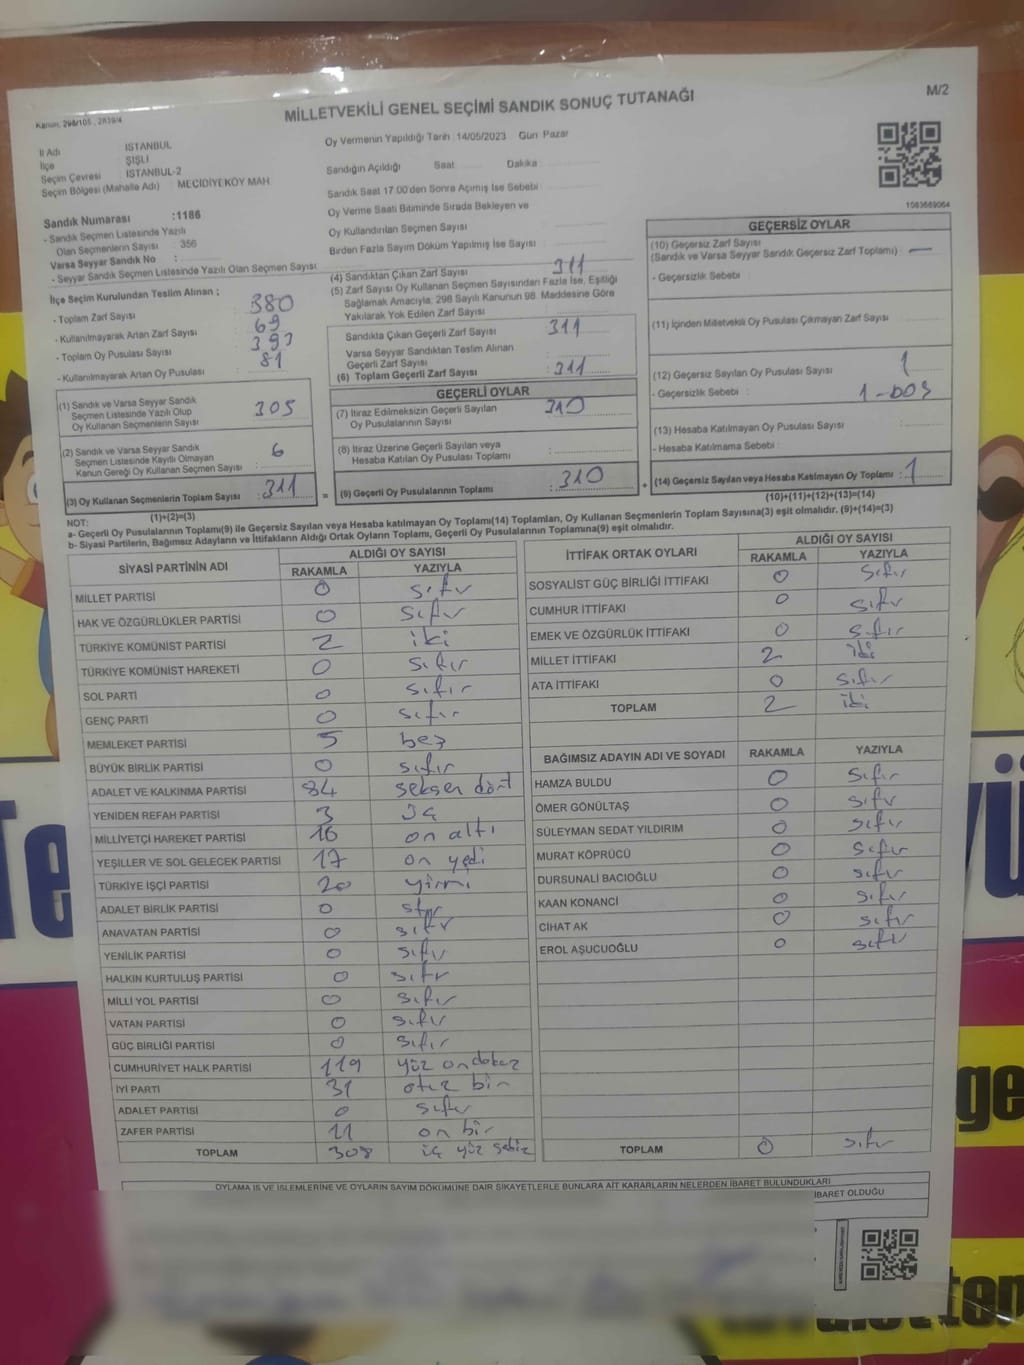 Kanun, 298/105 , 2839/4
MİLLETVEKİLİ GENEL SEÇİMİ SANDIK SONUÇ TUTANAĞI
M/2
İl Adı İSTANBUL
İlçe ŞİŞLİ
Seçim Çevresi İSTANBUL-2
Seçim Bölgesi (Mahalle Adı) MECİDİYEKÖY MAH.
Sandık Numarası :1186
- Sandık Seçmen Listesinde Yazılı
Olan Seçmenlerin Sayısı : 356
Varsa Seyyar Sandık No :
- Seyyar Sandık Seçmen Listesinde Yazılı Olan Seçmen Sayısı
İlçe Seçim Kurulundan Teslim Alınan ;
- Toplam Zarf Sayısı : 380
- Kullanılmayarak Artan Zarf Sayısı : 69
- Toplam Oy Pusulası Sayısı : 393
- Kullanılmayarak Artan Oy Pusulası : 81
(1) Sandık ve Varsa Seyyar Sandık
Seçmen Listesinde Yazılı Olup
Oy Kullanan Seçmenlerin Sayısı 305
(2) Sandık ve Varsa Seyyar Sandık
Seçmen Listesinde Kayıtlı Olmayan
Kanun Gereği Oy Kullanan Seçmen Sayısı : 6
(3) Oy Kullanan Seçmenlerin Toplam Sayısı : 311
(1)+(2)=(3)
Oy Vermenin Yapıldığı Tarih :14/05/2023 Gün Pazar
Sandığın Açıldığı Saat Dakika
Sandık Saat 17.00'den Sonra Açımış İse Sebebi :
Oy Verme Saati Bitiminde Sırada Bekleyen ve
Oy Kullandırılan Seçmen Sayısı
Birden Fazla Sayım Döküm Yapılmış İse Sayısı :
(4) Sandıktan Çıkan Zarf Sayısı 311
(5) Zarf Sayısı Oy Kullanan Seçmen Sayısından Fazla İse, Eşitliği
Sağlamak Amacıyla, 298 Sayılı Kanunun 98. Maddesine Göre
Yakılarak Yok Edilen Zarf Sayısı
Sandıkta Çıkan Geçerli Zarf Sayısı : 311
Varsa Seyyar Sandıktan Teslim Alınan
Geçerli Zarf Sayısı
(6) Toplam Geçerli Zarf Sayısı : 311
GEÇERLİ OYLAR
(7) İtiraz Edilmeksizin Geçerli Sayılan
Oy Pusulalarının Sayısı 310
(8) İtiraz Üzerine Geçerli Sayılan veya
Hesaba Katılan Oy Pusulası Toplamı
= (9) Geçerli Oy Pusulalarının Toplamı : 310
1083689064
GEÇERSİZ OYLAR
(10) Geçersiz Zarf Sayısı
(Sandık ve Varsa Seyyar Sandık Geçersiz Zarf Toplamı) : —
- Geçersizlik Sebebi :
(11) İçinden Milletvekili Oy Pusulası Çıkmayan Zarf Sayısı
(12) Geçersiz Sayılan Oy Pusulası Sayısı 1
- Geçersizlik Sebebi :
(13) Hesaba Katılmayan Oy Pusulası Sayısı
- Hesaba Katılmama Sebebi :
+ (14) Geçersiz Sayılan veya Hesaba Katılmayan Oy Toplamı : 1
(10)+(11)+(12)+(13)=(14)
NOT:
a- Geçerli Oy Pusulalarının Toplamı(9) ile Geçersiz Sayılan veya Hesaba katılmayan Oy Toplamı(14) Toplamları, Oy Kullanan Seçmenlerin Toplam Sayısına(3) eşit olmalıdır. (9)+(14)=(3)
b- Siyasi Partilerin, Bağımsız Adayların ve İttifakların Aldığı Ortak Oyların Toplamı, Geçerli Oy Pusulalarının Toplamına(9) eşit olmalıdır.
SİYASİ PARTİNİN ADI ALDIĞI OY SAYISI
RAKAMLA YAZIYLA
MİLLET PARTİSİ 0 sıfır
HAK VE ÖZGÜRLÜKLER PARTİSİ 0 sıfır
TÜRKİYE KOMÜNİST PARTİSİ 2 iki
TÜRKİYE KOMÜNİST HAREKETİ 0 sıfır
SOL PARTİ 0 sıfır
GENÇ PARTİ 0 sıfır
MEMLEKET PARTİSİ 5 beş
BÜYÜK BİRLİK PARTİSİ 0 sıfır
ADALET VE KALKINMA PARTİSİ 84 seksen dört
YENİDEN REFAH PARTİSİ 3 üç
MİLLİYETÇİ HAREKET PARTİSİ 16 on altı
YEŞİLLER VE SOL GELECEK PARTİSİ 17 on yedi
TÜRKİYE İŞÇİ PARTİSİ 20 yirmi
ADALET BİRLİK PARTİSİ 0 sıfır
ANAVATAN PARTİSİ 0 sıfır
YENİLİK PARTİSİ 0 sıfır
HALKIN KURTULUŞ PARTİSİ 0 sıfır
MİLLİ YOL PARTİSİ 0 sıfır
VATAN PARTİSİ 0 sıfır
GÜÇ BİRLİĞİ PARTİSİ 0 sıfır
CUMHURİYET HALK PARTİSİ 119 yüz ondokuz
İYİ PARTİ 31 otuz bir
ADALET PARTİSİ 0 sıfır
ZAFER PARTİSİ 11 on bir
TOPLAM 308 üç yüz sekiz
İTTİFAK ORTAK OYLARI ALDIĞI OY SAYISI
RAKAMLA YAZIYLA
SOSYALİST GÜÇ BİRLİĞİ İTTİFAKI 0 sıfır
CUMHUR İTTİFAKI 0 sıfır
EMEK VE ÖZGÜRLÜK İTTİFAKI 0 sıfır
MİLLET İTTİFAKI 2 iki
ATA İTTİFAKI 0 sıfır
TOPLAM 2 iki
BAĞIMSIZ ADAYIN ADI VE SOYADI RAKAMLA YAZIYLA
HAMZA BULDU 0 sıfır
ÖMER GÖNÜLTAŞ 0 sıfır
SÜLEYMAN SEDAT YILDIRIM 0 sıfır
MURAT KÖPRÜCÜ 0 sıfır
DURSUNALİ BACIOĞLU 0 sıfır
KAAN KONANCİ 0 sıfır
CİHAT AK 0 sıfır
EROL AŞUCUOĞLU 0 sıfır
TOPLAM 0 sıfır
OYLAMA İŞ VE İŞLEMLERİNE VE OYLARIN SAYIM DÖKÜMÜNE DAİR ŞİKAYETLERLE BUNLARA AİT KARARLARIN NELERDEN İBARET BULUNDUKLARI
İBARET OLDUĞU